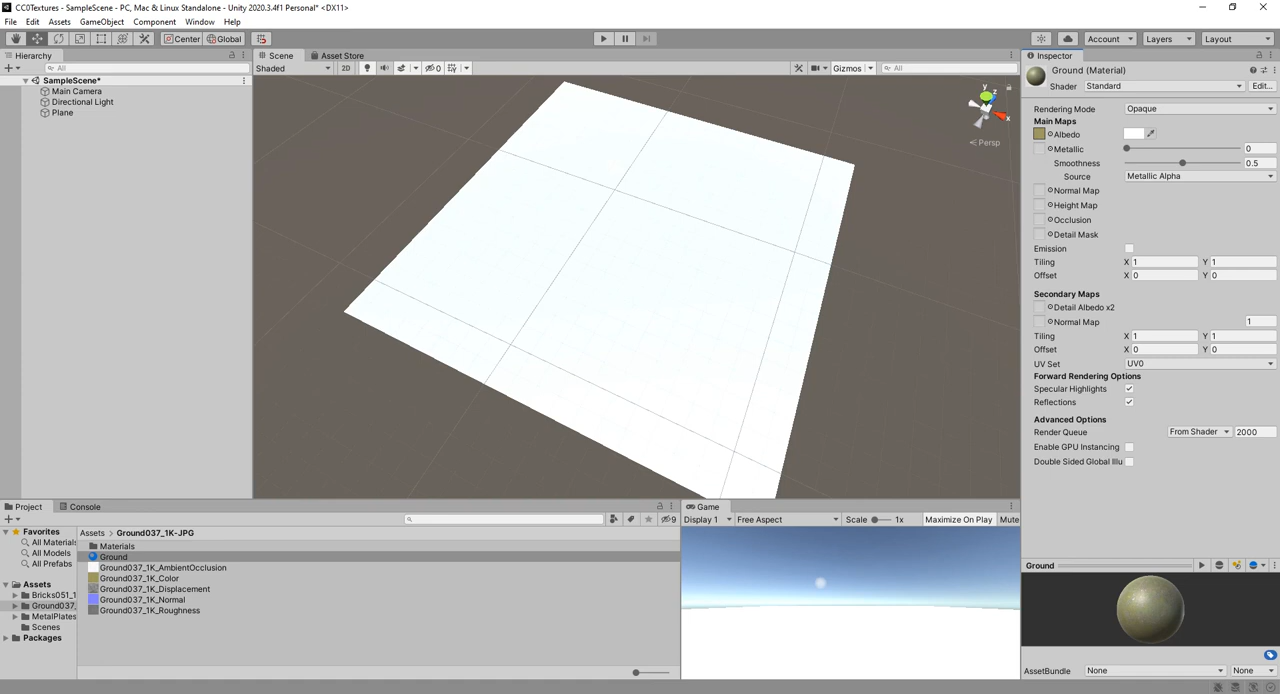 CC0Textures - SampleScene - PC, Mac & Linux Standalone - Unity 2020.3.4f1 Personal* <DX11>
File Edit Assets GameObject Component Window Help
Center Global Account Layers Layout
Hierarchy
All
SampleScene*
Main Camera
Directional Light
Plane
Scene Asset Store
Shaded 2D 0 Gizmos All
y
z
x
Persp
Inspector
Ground (Material)
Shader Standard Edit...
Rendering Mode Opaque
Main Maps
Albedo
Metallic 0
Smoothness 0.5
Source Metallic Alpha
Normal Map
Height Map
Occlusion
Detail Mask
Emission
Tiling X 1 Y 1
Offset X 0 Y 0
Secondary Maps
Detail Albedo x2
Normal Map 1
Tiling X 1 Y 1
Offset X 0 Y 0
UV Set UV0
Forward Rendering Options
Specular Highlights
Reflections
Advanced Options
Render Queue From Shader 2000
Enable GPU Instancing
Double Sided Global Illu
Project Console
9
Favorites
All Materials
All Models
All Prefabs
Assets
Bricks051_1
Ground037_
MetalPlates
Scenes
Packages
Assets > Ground037_1K-JPG
Materials
Ground
Ground037_1K_AmbientOcclusion
Ground037_1K_Color
Ground037_1K_Displacement
Ground037_1K_Normal
Ground037_1K_Roughness
Game
Display 1 Free Aspect Scale 1x Maximize On Play Mute
Ground
AssetBundle None None